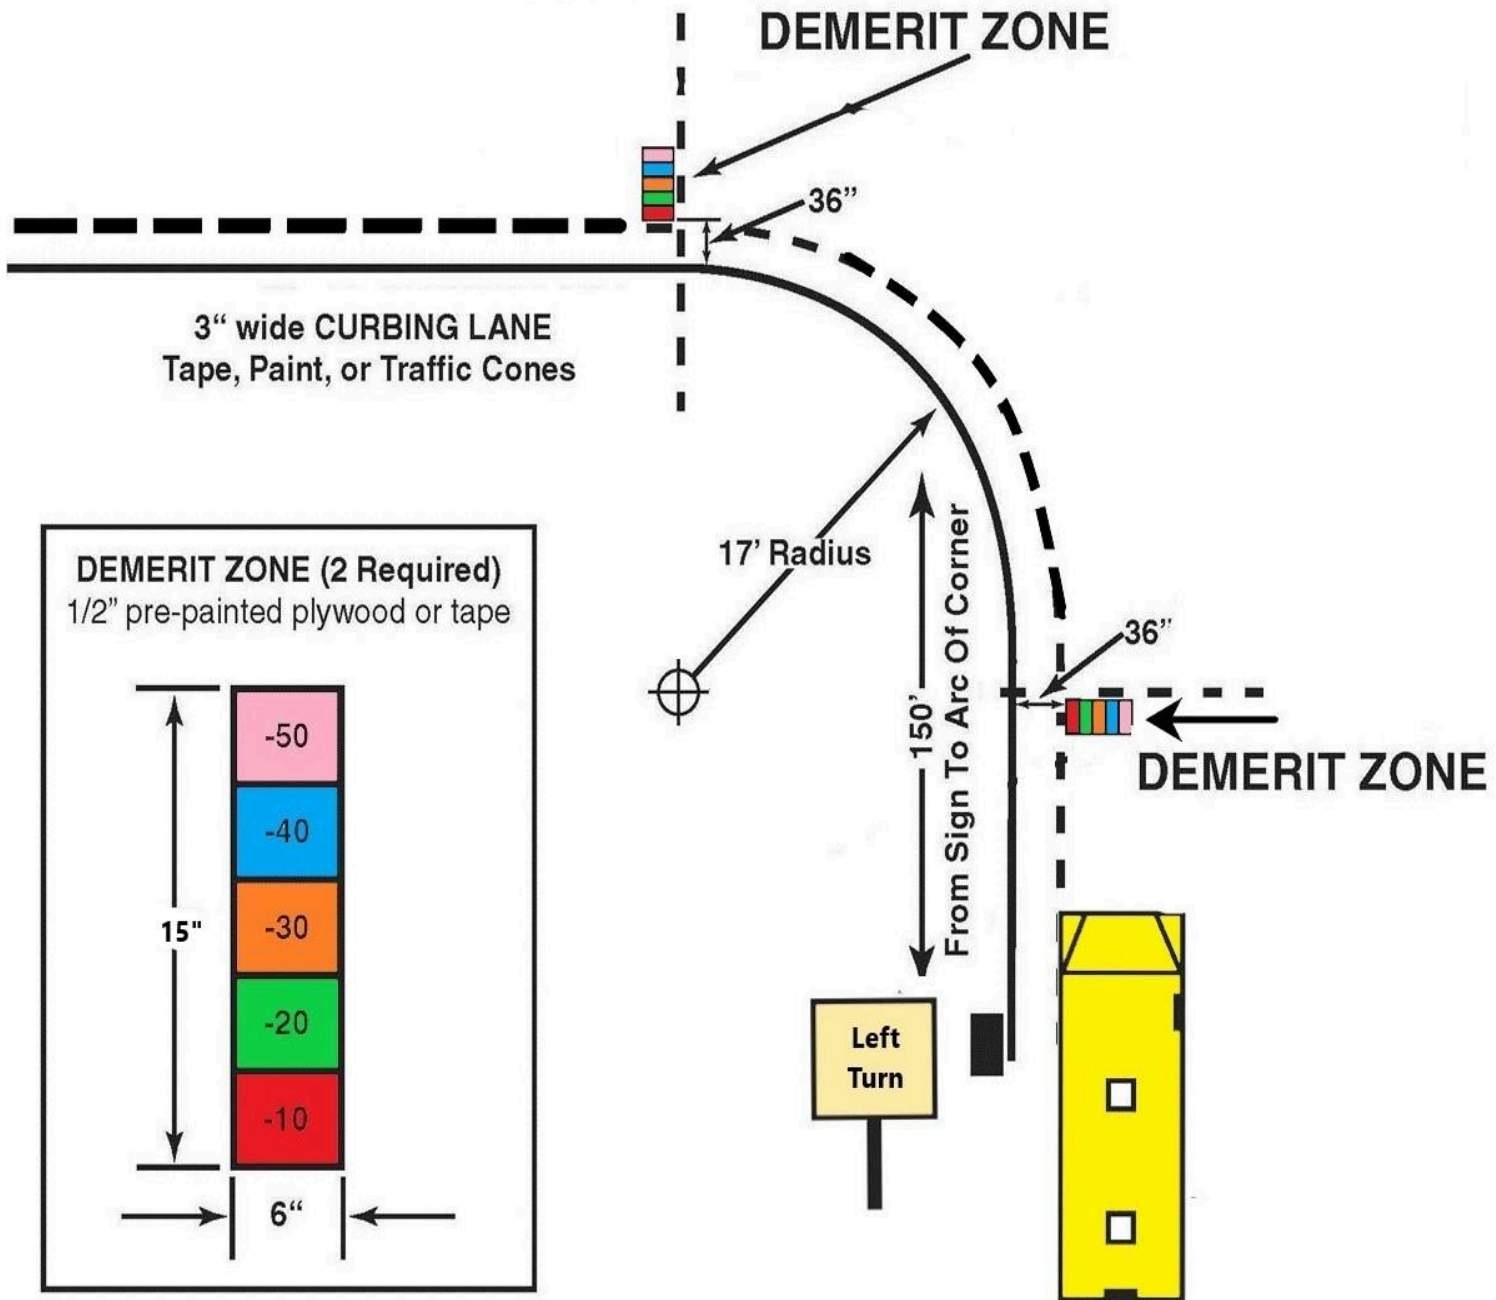 DEMERIT ZONE
36”
3“ wide CURBING LANE
Tape, Paint, or Traffic Cones
17’ Radius
150’
From Sign To Arc Of Corner
36”
DEMERIT ZONE
DEMERIT ZONE (2 Required)
1/2” pre-painted plywood or tape
-50
-40
-30
-20
-10
15"
6“
Left
Turn